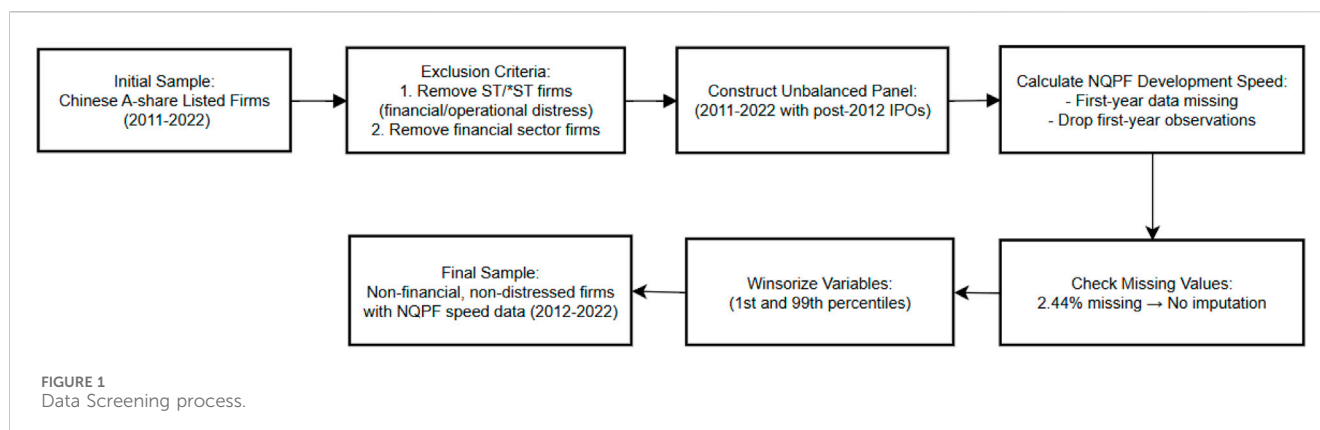 Initial Sample:
Chinese A-share Listed Firms
(2011-2022)
Exclusion Criteria:
1. Remove ST/*ST firms
(financial/operational distress)
2. Remove financial sector firms
Construct Unbalanced Panel:
(2011-2022 with post-2012 IPOs)
Calculate NQPF Development Speed:
- First-year data missing
- Drop first-year observations
Check Missing Values:
2.44% missing → No imputation
Winsorize Variables:
(1st and 99th percentiles)
Final Sample:
Non-financial, non-distressed firms
with NQPF speed data (2012-2022)
FIGURE 1
Data Screening process.